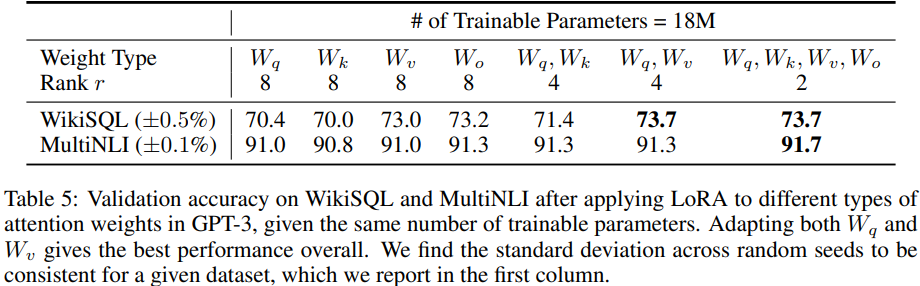 # of Trainable Parameters = 18M
Weight Type W_q W_k W_v W_o W_q, W_k W_q, W_v W_q, W_k, W_v, W_o
Rank r 8 8 8 8 4 4 2
WikiSQL (±0.5%) 70.4 70.0 73.0 73.2 71.4 73.7 73.7
MultiNLI (±0.1%) 91.0 90.8 91.0 91.3 91.3 91.3 91.7
Table 5: Validation accuracy on WikiSQL and MultiNLI after applying LoRA to different types of
attention weights in GPT-3, given the same number of trainable parameters. Adapting both W_q and
W_v gives the best performance overall. We find the standard deviation across random seeds to be
consistent for a given dataset, which we report in the first column.